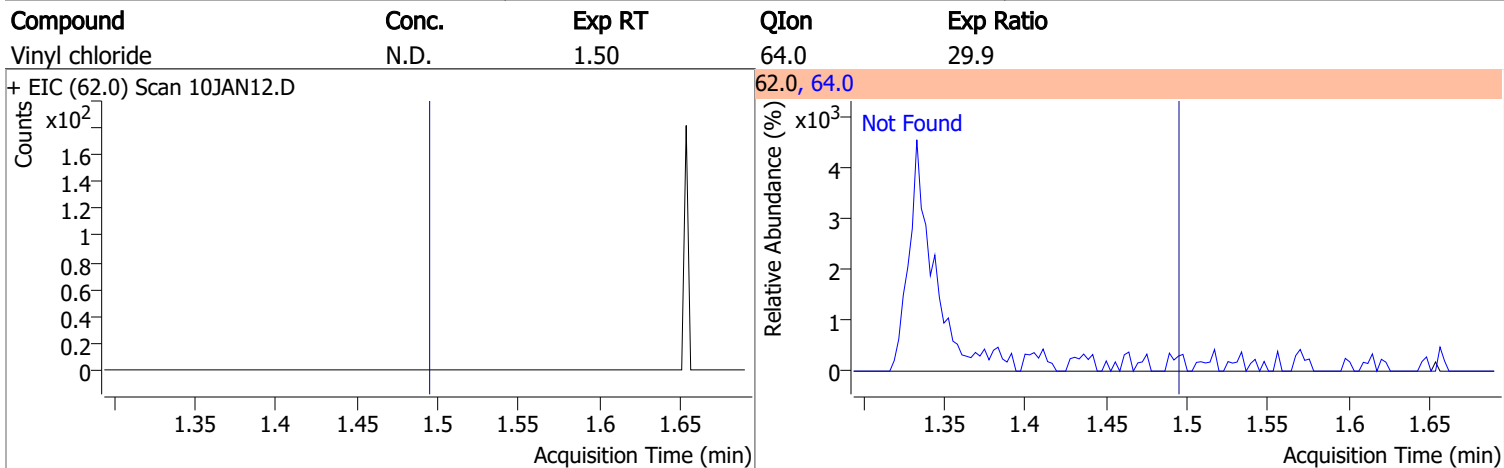 Compound Conc. Exp RT QIon Exp Ratio
Vinyl chloride N.D. 1.50 64.0 29.9
+ EIC (62.0) Scan 10JAN12.D
Counts
x10²
1.6
1.4
1.2
1
0.8
0.6
0.4
0.2
0
1.35 1.4 1.45 1.5 1.55 1.6 1.65
Acquisition Time (min)
62.0, 64.0
Relative Abundance (%)
x10³
Not Found
4
3
2
1
0
1.35 1.4 1.45 1.5 1.55 1.6 1.65
Acquisition Time (min)